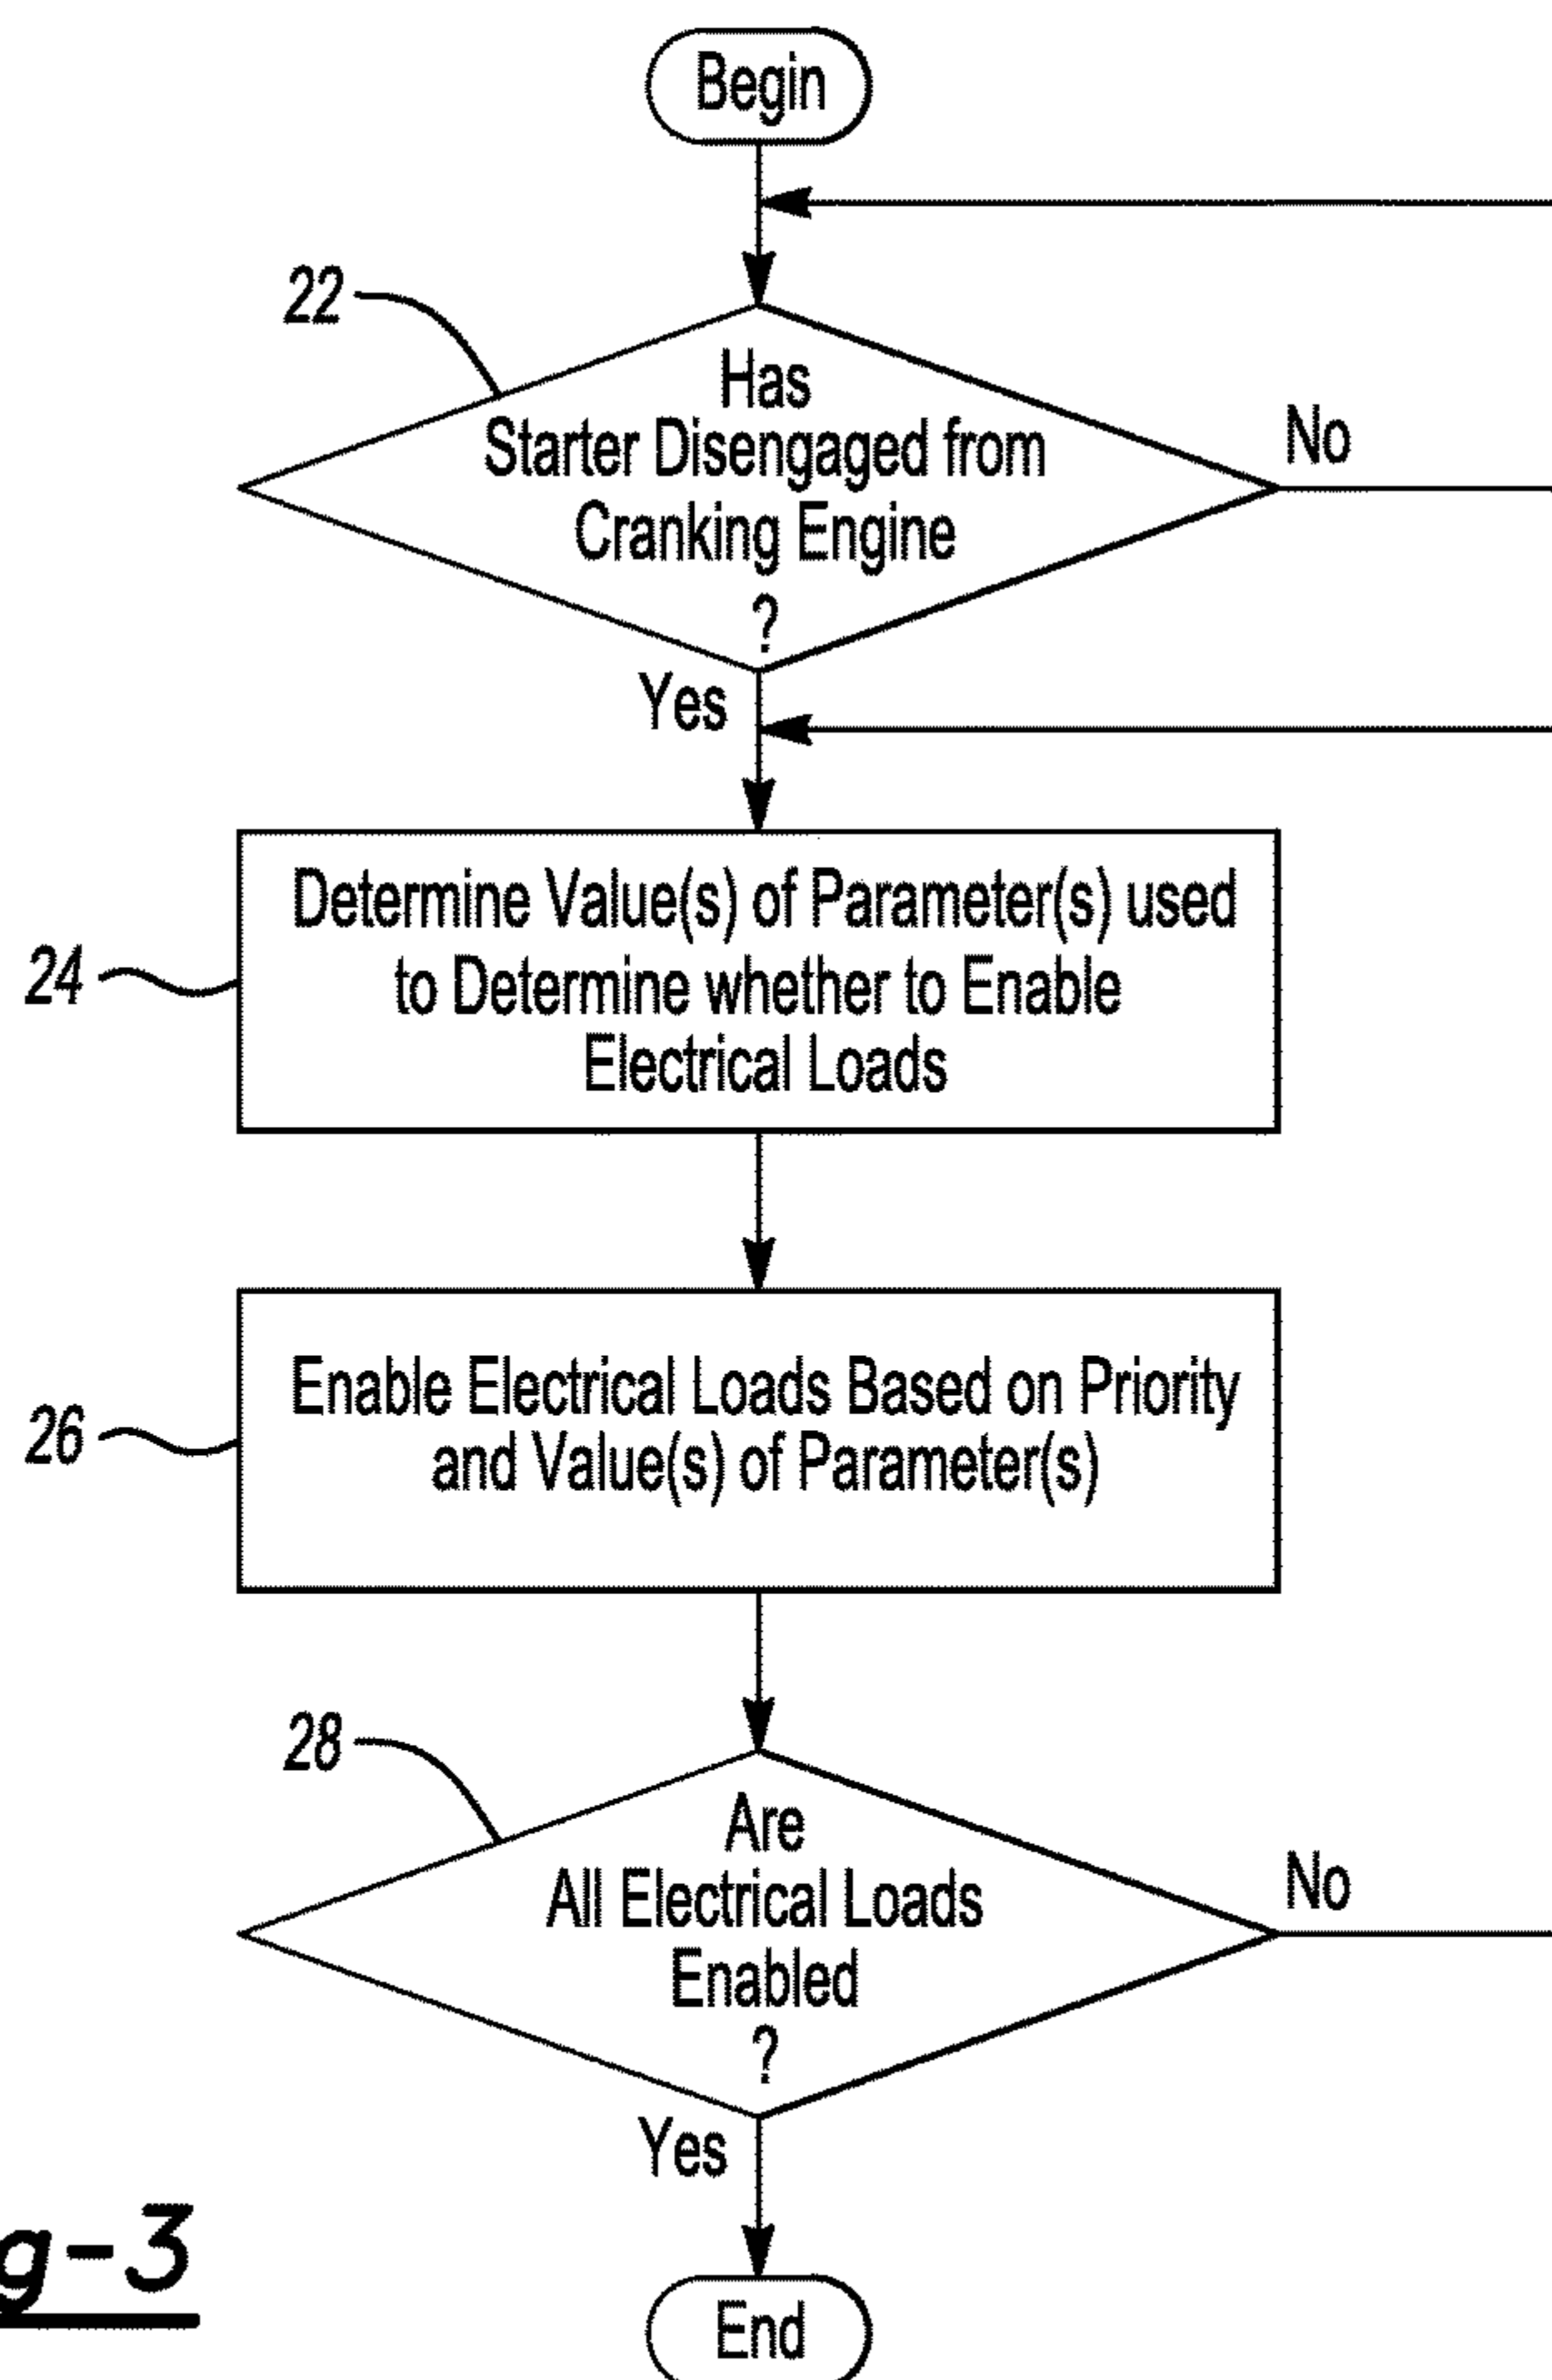 Begin
22
Has
Starter Disengaged from
Cranking Engine
?
No
Yes
Determine Value(s) of Parameter(s) used
to Determine whether to Enable
Electrical Loads
24
Enable Electrical Loads Based on Priority
and Value(s) of Parameter(s)
26
28
Are
All Electrical Loads
Enabled
?
No
Yes
g-3
End